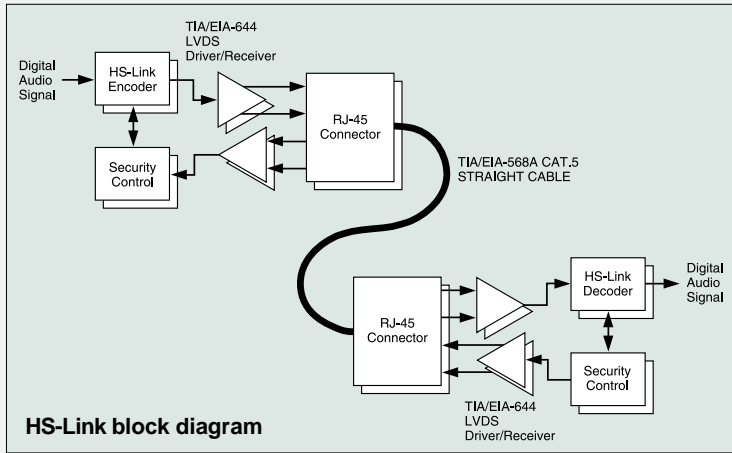 TIA/EIA-644
LVDS
Driver/Receiver
Digital
Audio
Signal
HS-Link
Encoder
RJ-45
Connector
Security
Control
TIA/EIA-568A CAT.5
STRAIGHT CABLE
RJ-45
Connector
HS-Link
Decoder
Digital
Audio
Signal
Security
Control
TIA/EIA-644
LVDS
Driver/Receiver
HS-Link block diagram